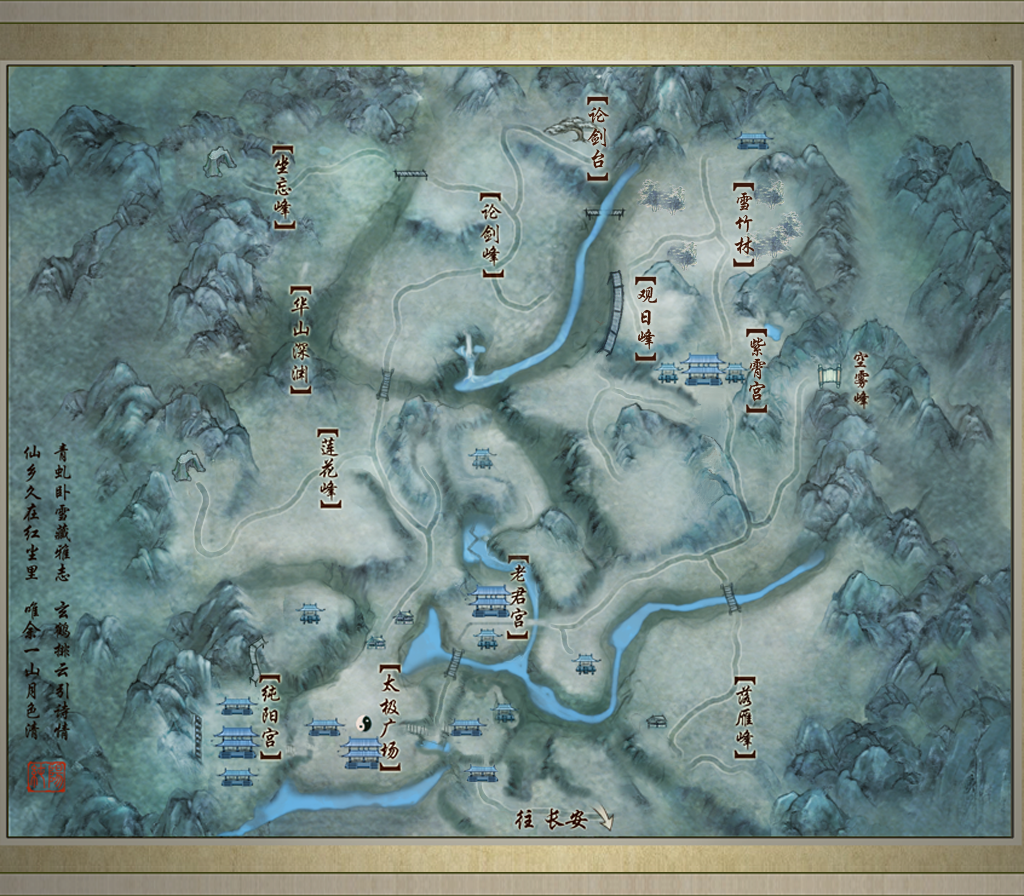 【论剑台】
【坐忘峰】
【雪竹林】
【论剑峰】
【观日峰】
【华山深渊】
【紫霄宫】
空雾峰
【莲花峰】
青虬卧雪藏雅志 玄鹤排云引诗情
仙乡久在红尘里 唯余一山月色清
【老君宫】
【太极广场】
【纯阳宫】
【落雁峰】
往长安